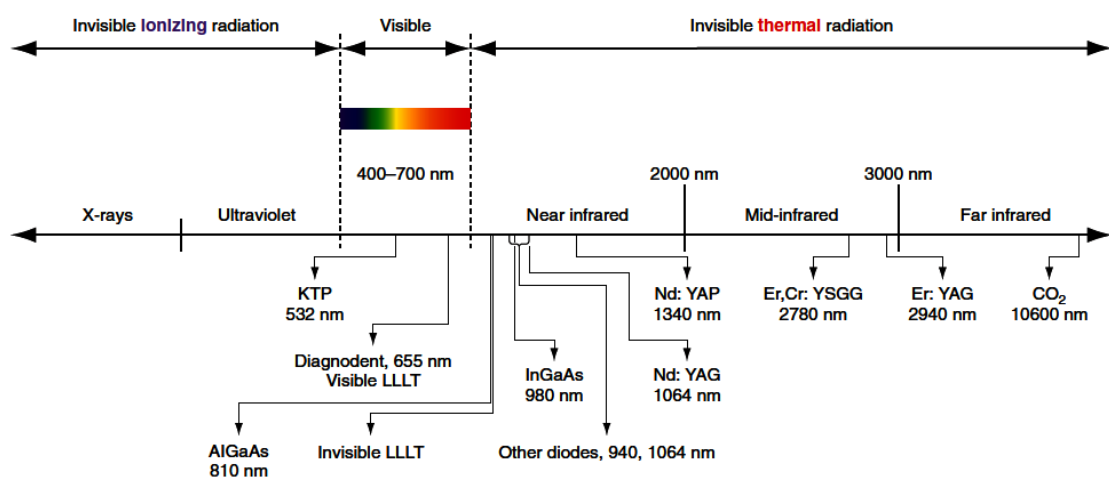 Invisible ionizing radiation
Visible
Invisible thermal radiation
400–700 nm
2000 nm
3000 nm
X-rays
Ultraviolet
Near infrared
Mid-infrared
Far infrared
KTP
532 nm
Nd: YAP
1340 nm
Er,Cr: YSGG
2780 nm
Er: YAG
2940 nm
CO₂
10600 nm
Diagnodent, 655 nm
Visible LLLT
InGaAs
980 nm
Nd: YAG
1064 nm
AlGaAs
810 nm
Invisible LLLT
Other diodes, 940, 1064 nm